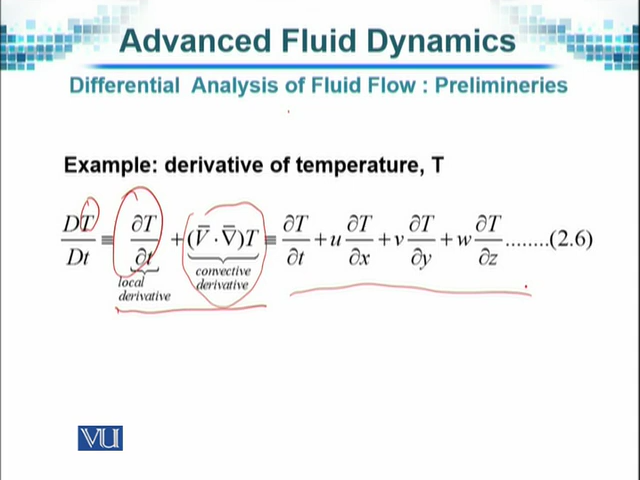 Advanced Fluid Dynamics
Differential Analysis of Fluid Flow : Prelimineries
Example: derivative of temperature, T
DT/Dt ≡ ∂T/∂t + (V̄ · ∇̄)T ≡ ∂T/∂t + u ∂T/∂x + v ∂T/∂y + w ∂T/∂z ........(2.6)
local derivative
convective derivative
VU